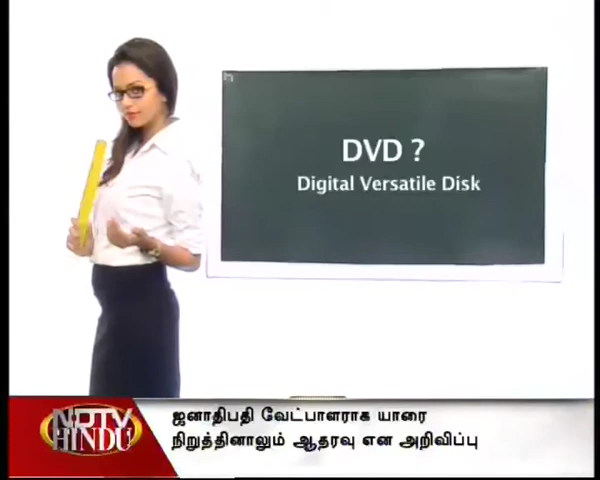 DVD ?
Digital Versatile Disk
NDTV
HINDU
ஜனாதிபதி வேட்பாளராக யாரை
நிறுத்தினாலும் ஆதரவு என அறிவிப்பு